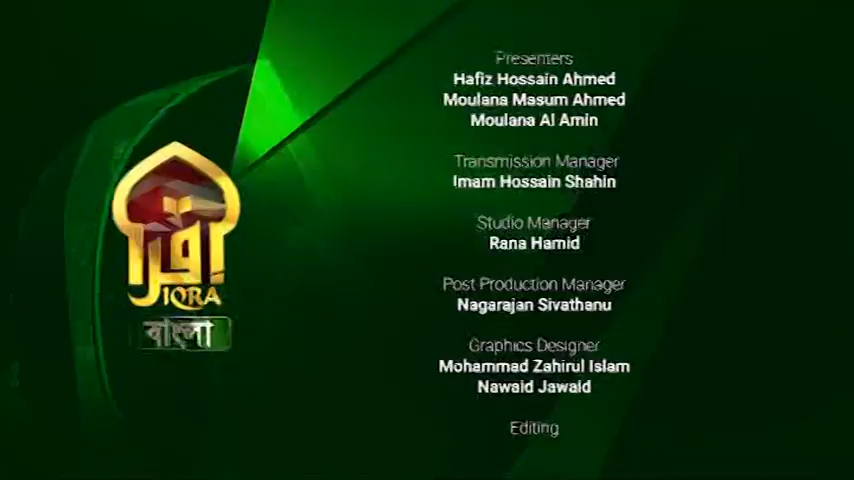 Presenters
Hafiz Hossain Ahmed
Moulana Masum Ahmed
Moulana Al Amin
Transmission Manager
Imam Hossain Shahin
Studio Manager
Rana Hamid
Post Production Manager
Nagarajan Sivathanu
Graphics Designer
Mohammad Zahirul Islam
Nawaid Jawaid
Editing
اقرأ
IQRA
বাংলা